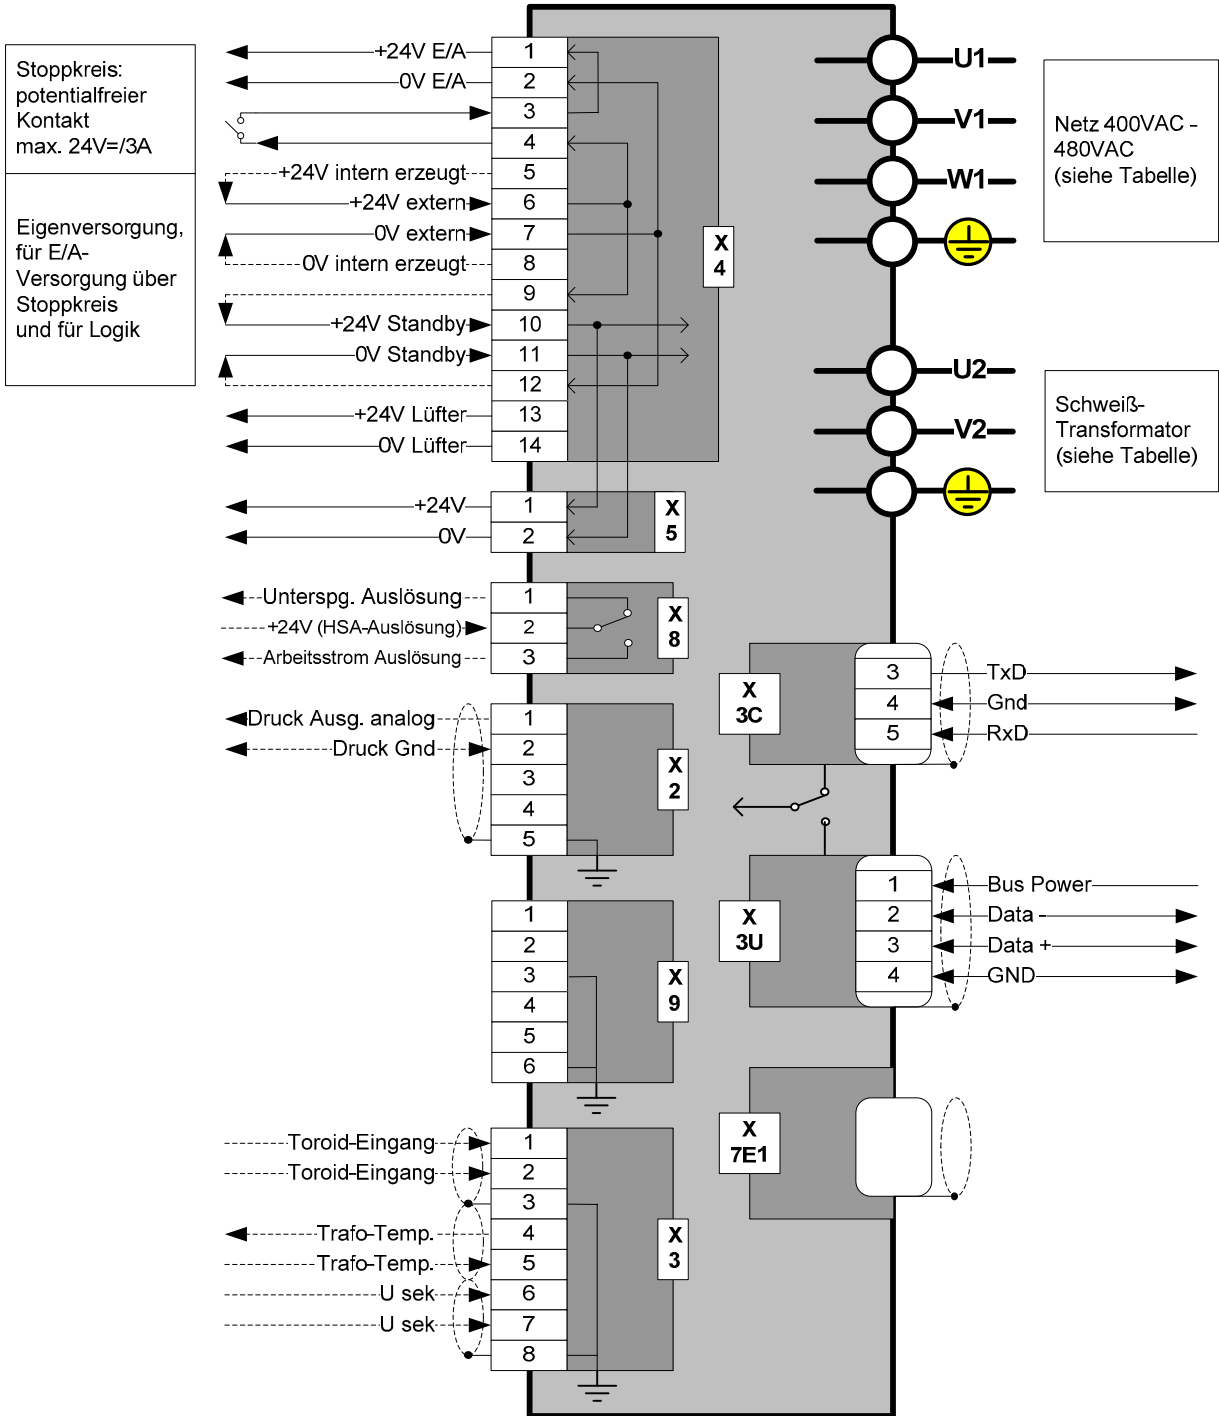 Stoppkreis:
potentialfreier
Kontakt
max. 24V=/3A
Eigenversorgung,
für E/A-
Versorgung über
Stoppkreis
und für Logik
+24V E/A 1
0V E/A 2
3
4
+24V intern erzeugt 5
+24V extern 6
0V extern 7
0V intern erzeugt 8
9
+24V Standby 10
0V Standby 11
12
+24V Lüfter 13
0V Lüfter 14
X
4
+24V 1
0V 2
X
5
Unterspg. Auslösung 1
+24V (HSA-Auslösung) 2
Arbeitsstrom Auslösung 3
X
8
Druck Ausg. analog 1
Druck Gnd 2
3
4
5
X
2
1
2
3
4
5
6
X
9
Toroid-Eingang 1
Toroid-Eingang 2
3
Trafo-Temp. 4
Trafo-Temp. 5
U sek 6
U sek 7
8
X
3
U1
V1
W1
Netz 400VAC -
480VAC
(siehe Tabelle)
U2
V2
Schweiß-
Transformator
(siehe Tabelle)
X
3C
3 TxD
4 Gnd
5 RxD
X
3U
1 Bus Power
2 Data -
3 Data +
4 GND
X
7E1